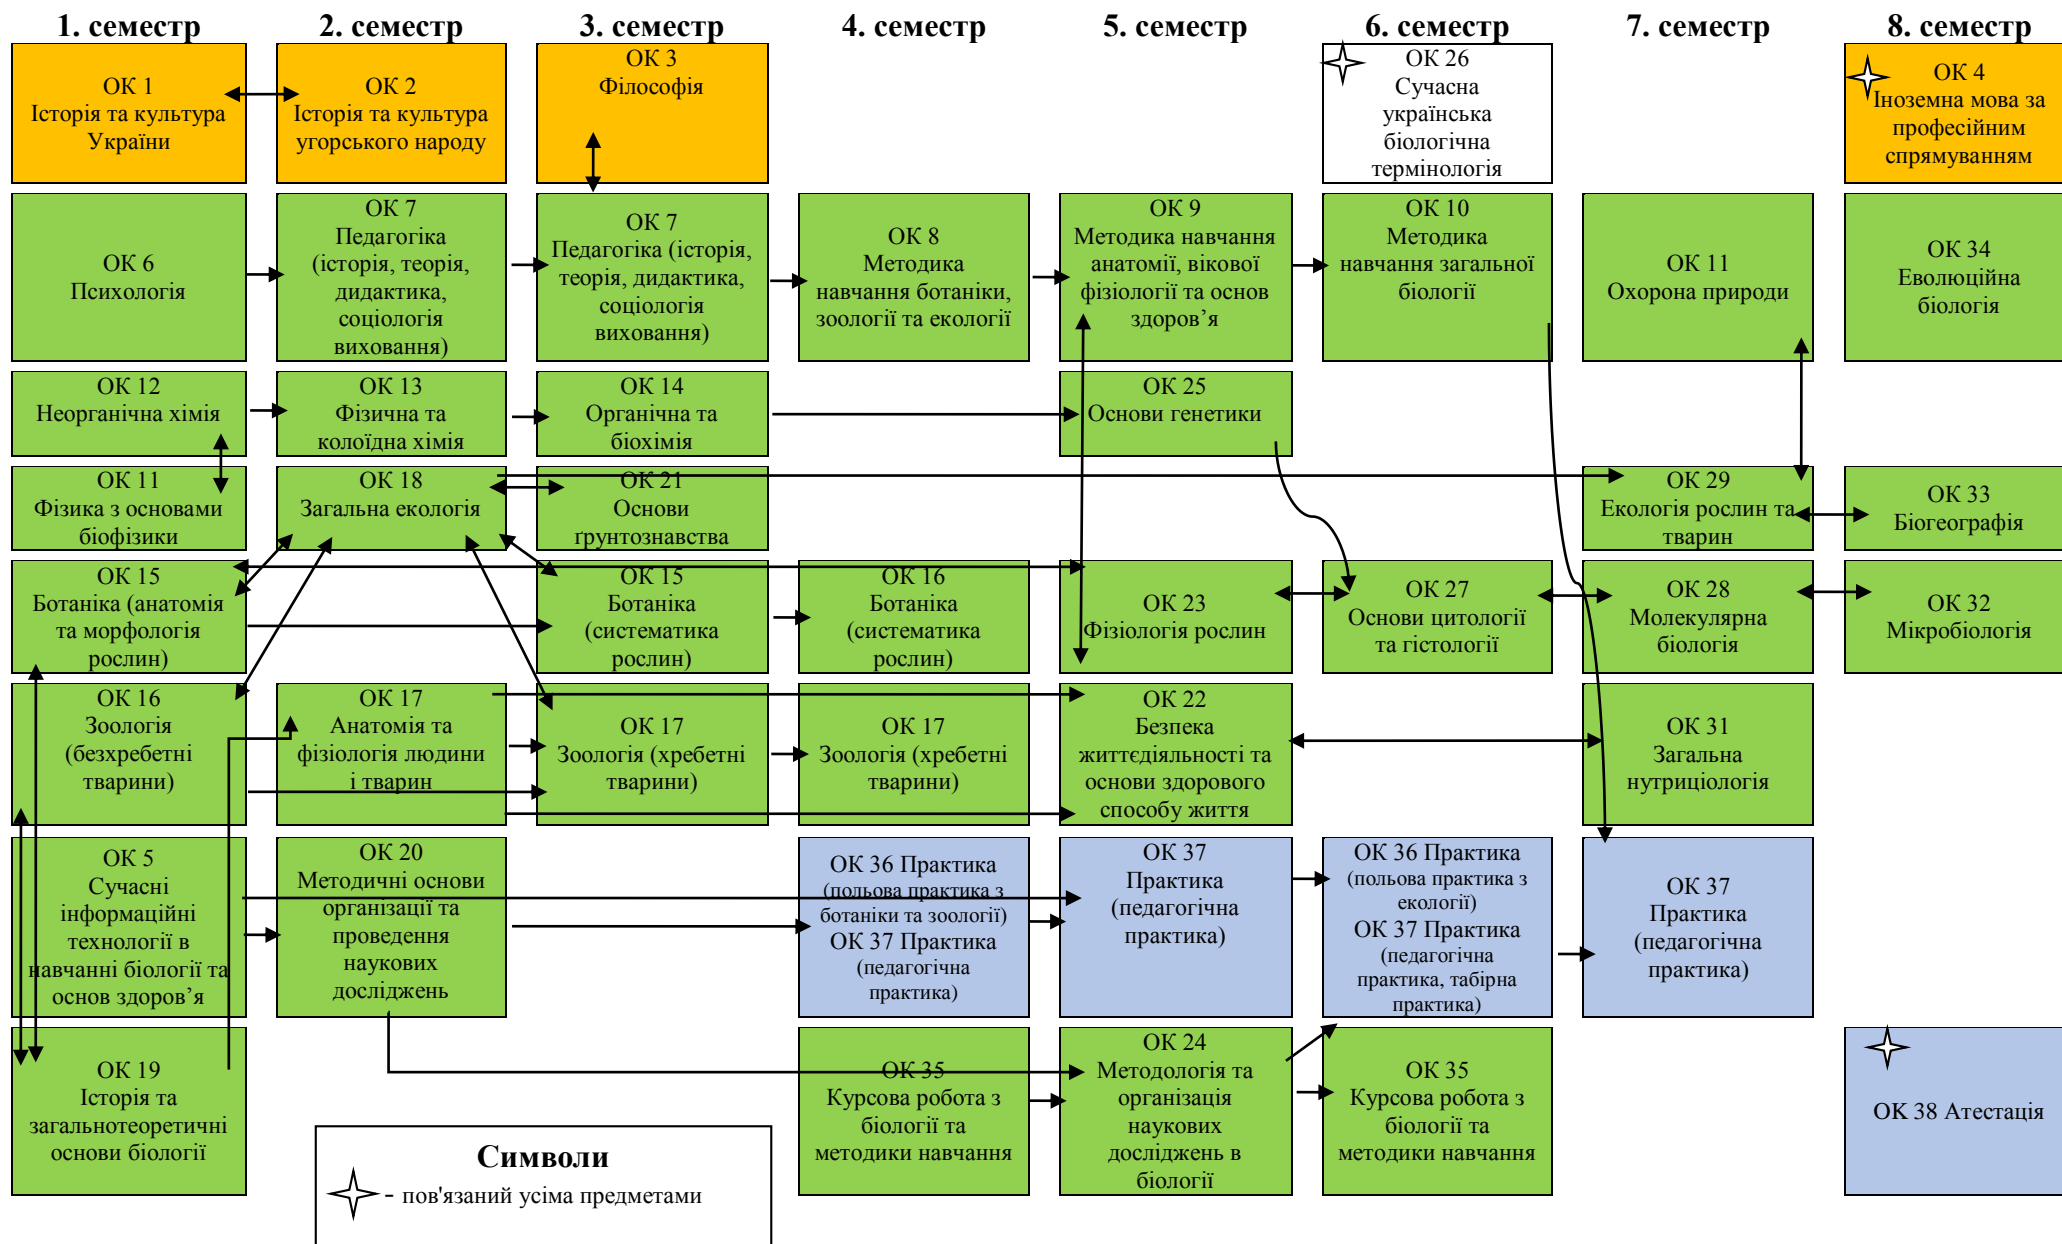 1. семестр
2. семестр
3. семестр
4. семестр
5. семестр
6. семестр
7. семестр
8. семестр
ОК 1
Історія та культура
України
ОК 2
Історія та культура
угорського народу
ОК 3
Філософія
ОК 26
Сучасна
українська
біологічна
термінологія
ОК 4
Іноземна мова за
професійним
спрямуванням
ОК 6
Психологія
ОК 7
Педагогіка
(історія, теорія,
дидактика,
соціологія
виховання)
ОК 7
Педагогіка (історія,
теорія, дидактика,
соціологія
виховання)
ОК 8
Методика
навчання ботаніки,
зоології та екології
ОК 9
Методика навчання
анатомії, вікової
фізіології та основ
здоров’я
ОК 10
Методика
навчання загальної
біології
ОК 11
Охорона природи
ОК 34
Еволюційна
біологія
ОК 12
Неорганічна хімія
ОК 13
Фізична та
колоїдна хімія
ОК 14
Органічна та
біохімія
ОК 25
Основи генетики
ОК 11
Фізика з основами
біофізики
ОК 18
Загальна екологія
ОК 21
Основи
ґрунтознавства
ОК 29
Екологія рослин та
тварин
ОК 33
Біогеографія
ОК 15
Ботаніка (анатомія
та морфологія
рослин)
ОК 15
Ботаніка
(систематика
рослин)
ОК 16
Ботаніка
(систематика
рослин)
ОК 23
Фізіологія рослин
ОК 27
Основи цитології
та гістології
ОК 28
Молекулярна
біологія
ОК 32
Мікробіологія
ОК 16
Зоологія
(безхребетні
тварини)
ОК 17
Анатомія та
фізіологія людини
і тварин
ОК 17
Зоологія (хребетні
тварини)
ОК 17
Зоологія (хребетні
тварини)
ОК 22
Безпека
життєдіяльності та
основи здорового
способу життя
ОК 31
Загальна
нутриціологія
ОК 5
Сучасні
інформаційні
технології в
навчанні біології та
основ здоров’я
ОК 20
Методичні основи
організації та
проведення
наукових
досліджень
ОК 36 Практика
(польова практика з
ботаніки та зоології)
ОК 37 Практика
(педагогічна
практика)
ОК 37
Практика
(педагогічна
практика)
ОК 36 Практика
(польова практика з
екології)
ОК 37 Практика
(педагогічна
практика, табірна
практика)
ОК 37
Практика
(педагогічна
практика)
ОК 19
Історія та
загальнотеоретичні
основи біології
ОК 35
Курсова робота з
біології та
методики навчання
ОК 24
Методологія та
організація
наукових
досліджень в
біології
ОК 35
Курсова робота з
біології та
методики навчання
ОК 38 Атестація
Символи
- пов'язаний усіма предметами